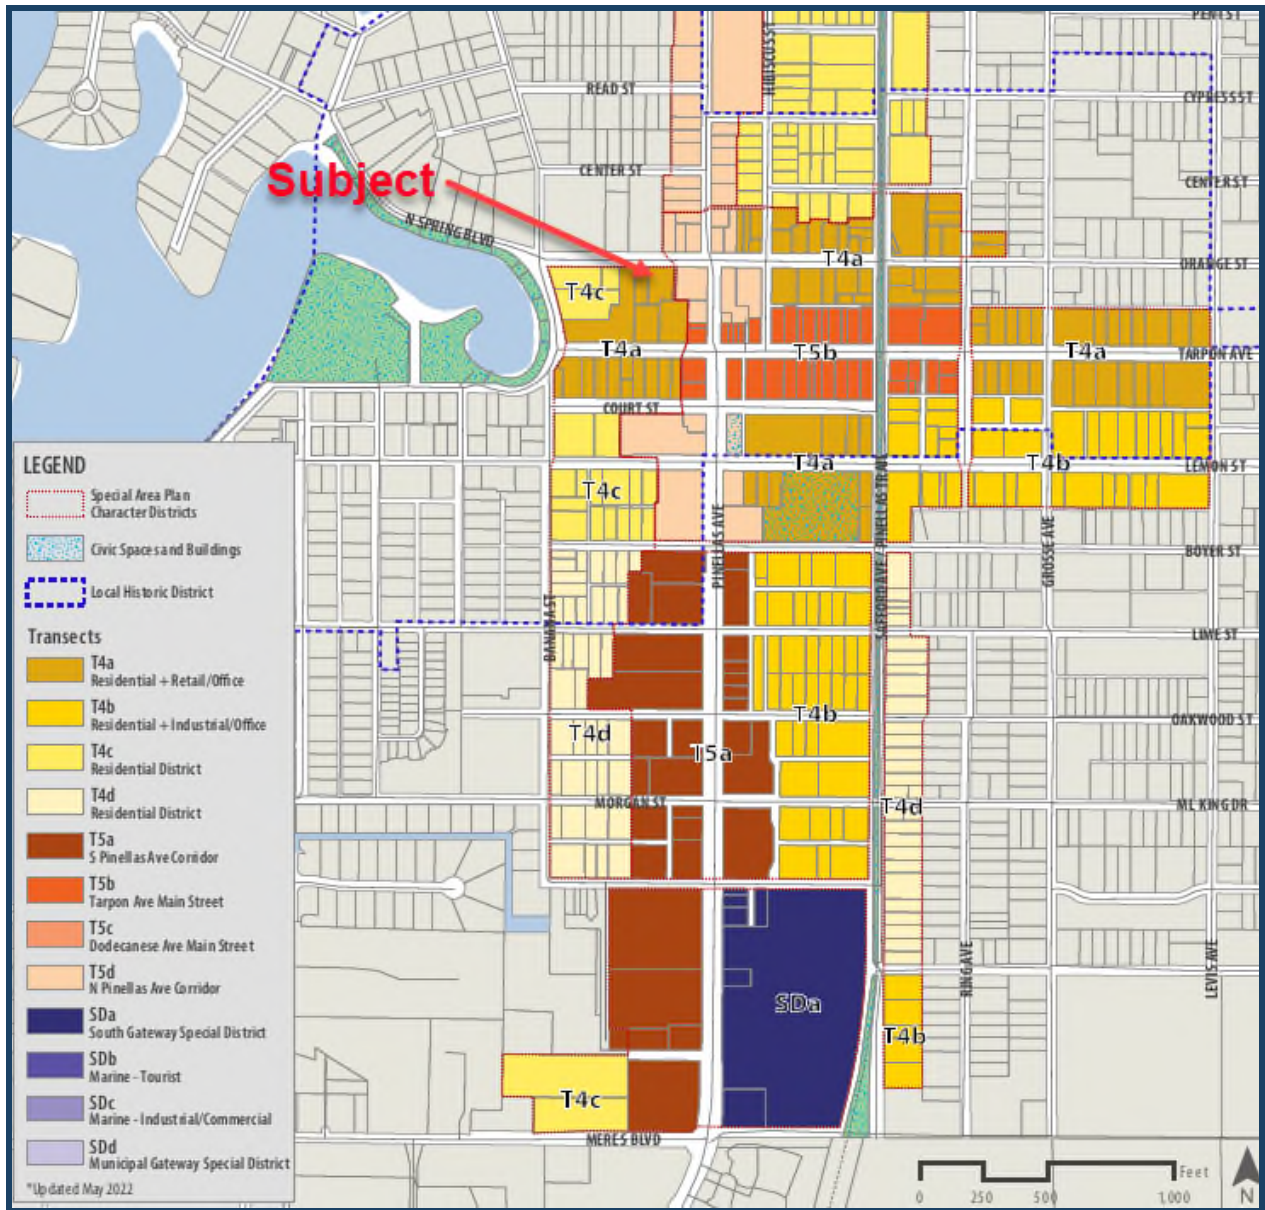 PENT ST
HIBISCUS ST
READ ST
CYPRESS ST
CENTER ST
CENTER ST
Subject
N SPRING BLVD
T4a
ORANGE ST
T4c
T4a
T5b
T4a
TARPON AVE
COURT ST
T4a
T4b
LEMON ST
T4c
PINELLAS AVE
SAFFORD AVE / PINELLAS TRAIL
GROSSE AVE
BOYER ST
BANANA ST
LIME ST
T4b
OAKWOOD ST
T4d
T5a
MORGAN ST
T4d
ML KING DR
RING AVE
LEVIS AVE
SDa
T4b
T4c
MERES BLVD
LEGEND
Special Area Plan
Character Districts
Civic Spaces and Buildings
Local Historic District
Transects
T4a
Residential + Retail/Office
T4b
Residential + Industrial/Office
T4c
Residential District
T4d
Residential District
T5a
S Pinellas Ave Corridor
T5b
Tarpon Ave Main Street
T5c
Dodecanese Ave Main Street
T5d
N Pinellas Ave Corridor
SDa
South Gateway Special District
SDb
Marine - Tourist
SDc
Marine - Industrial/Commercial
SDd
Municipal Gateway Special District
*Updated May 2022
Feet
0 250 500 1,000
N